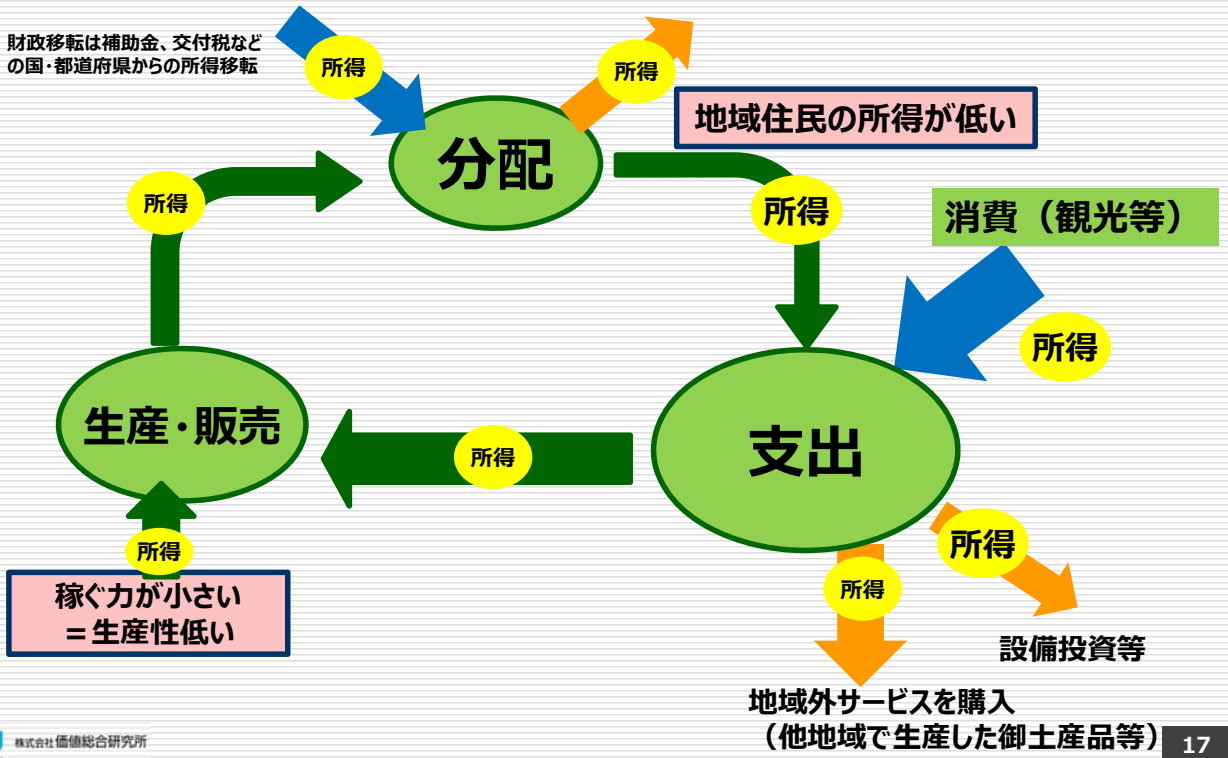 財政移転は補助金、交付税など
の国・都道府県からの所得移転
所得
所得
地域住民の所得が低い
分配
所得
所得
消費（観光等）
所得
生産・販売
所得
支出
所得
稼ぐ力が小さい
＝生産性低い
所得
所得
設備投資等
地域外サービスを購入
（他地域で生産した御土産品等）
株式会社価値総合研究所
17